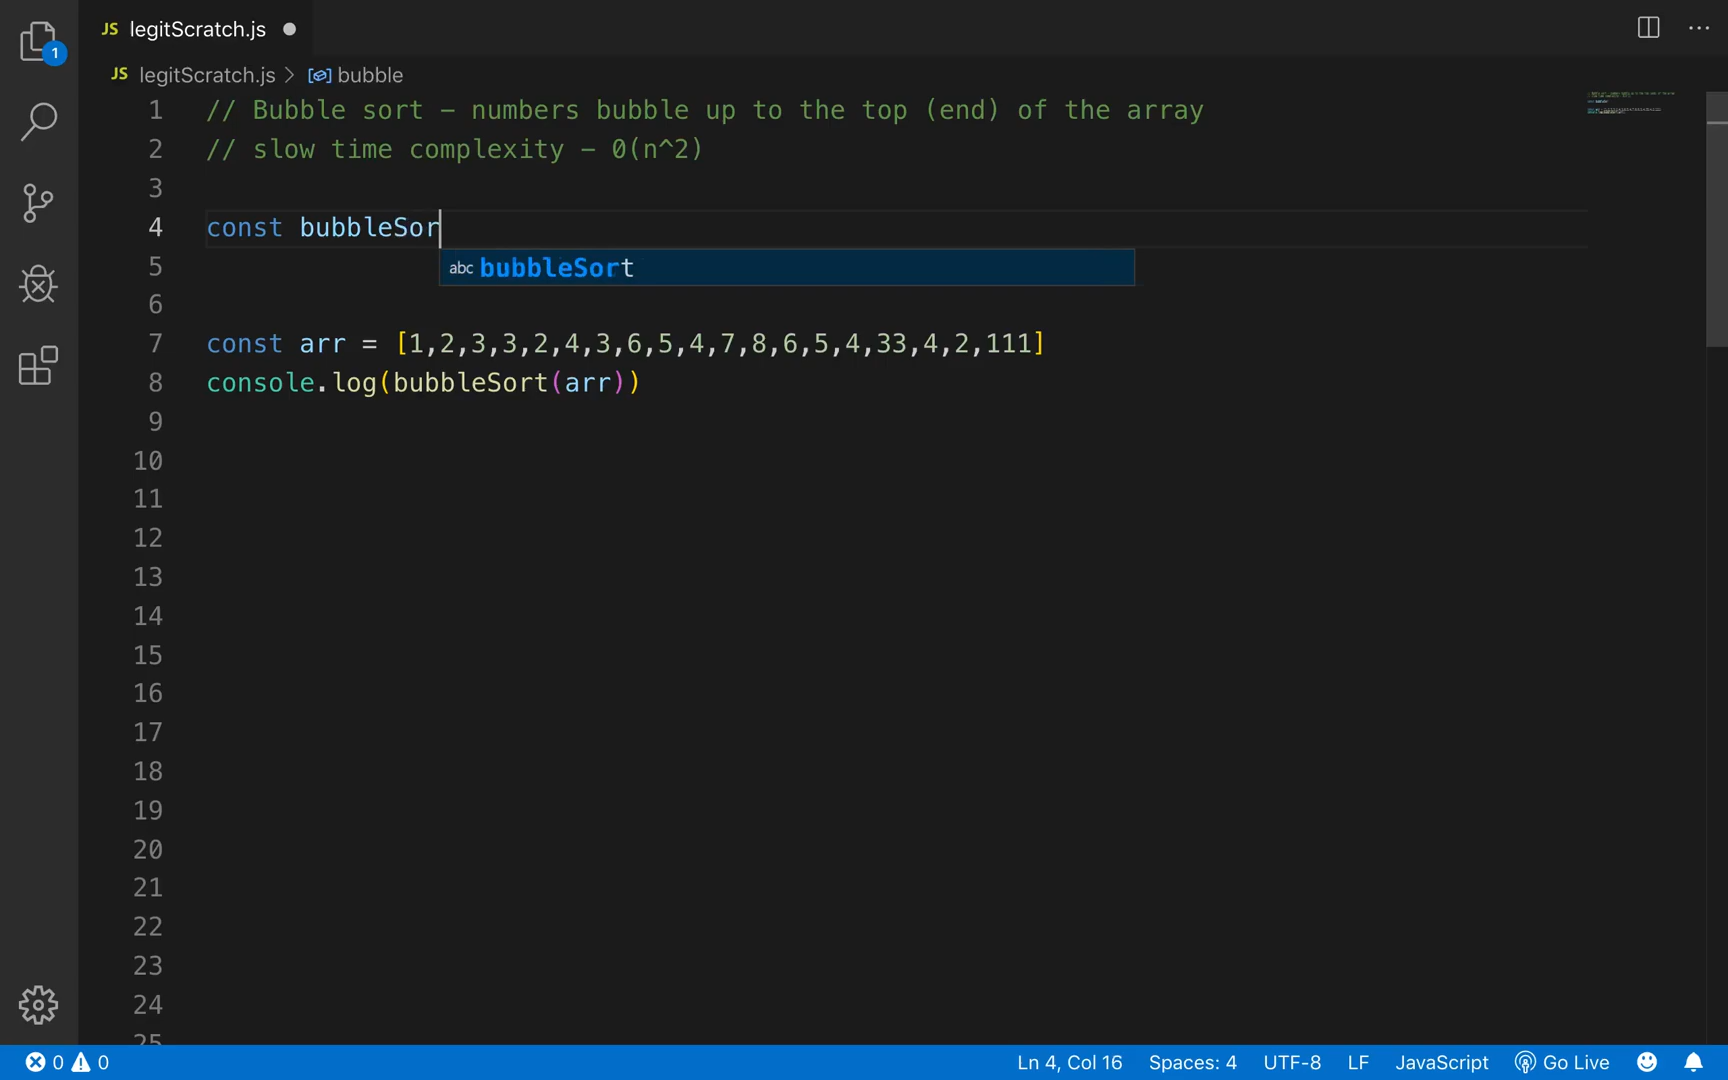 JS legitScratch.js
1
JS legitScratch.js > bubble
1 // Bubble sort – numbers bubble up to the top (end) of the array
2 // slow time complexity – O(n^2)
3
4 const bubbleSor
5 abc bubbleSort
6
7 const arr = [1,2,3,3,2,4,3,6,5,4,7,8,6,5,4,33,4,2,111]
8 console.log(bubbleSort(arr))
9
10
11
12
13
14
15
16
17
18
19
20
21
22
23
24
25
0 0 Ln 4, Col 16 Spaces: 4 UTF-8 LF JavaScript Go Live